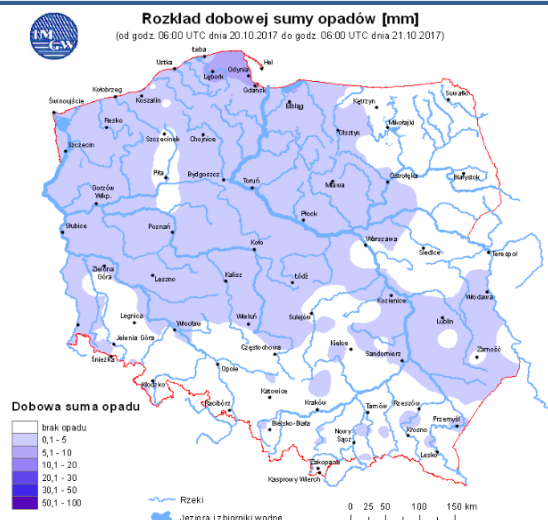 IM
GW
Rozkład dobowej sumy opadów [mm]
(od godz. 06:00 UTC dnia 20.10.2017 do godz. 06:00 UTC dnia 21.10.2017)
Łeba
Hel
Ustka
Gdynia
Lębork
Gdańsk
Kołobrzeg
Koszalin
Suwałki
Świnoujście
Elbląg
Kętrzyn
Resko
Mikołajki
Szczecinek
Chojnice
Olsztyn
Szczecin
Piła
Bydgoszcz
Toruń
Mława
Ostrołęka
Białystok
Gorzów
Wlkp.
Płock
Słubice
Poznań
Koło
Warszawa
Siedlce
Terespol
Zielona
Góra
Leszno
Kalisz
Łódź
Kozienice
Włodawa
Legnica
Wrocław
Wieluń
Sulejów
Lublin
Jelenia Góra
Częstochowa
Kielce
Sandomierz
Zamość
Śnieżka
Opole
Kłodzko
Katowice
Racibórz
Kraków
Tarnów
Rzeszów
Bielsko-Biała
Przemyśl
Nowy
Sącz
Krosno
Lesko
Zakopane
Kasprowy Wierch
Dobowa suma opadu
brak opadu
0,1 - 5
5,1 - 10
10,1 - 20
20,1 - 30
30,1 - 50
50,1 - 100
Rzeki
Jeziora i zbiorniki wodne
0 25 50 100 150 km